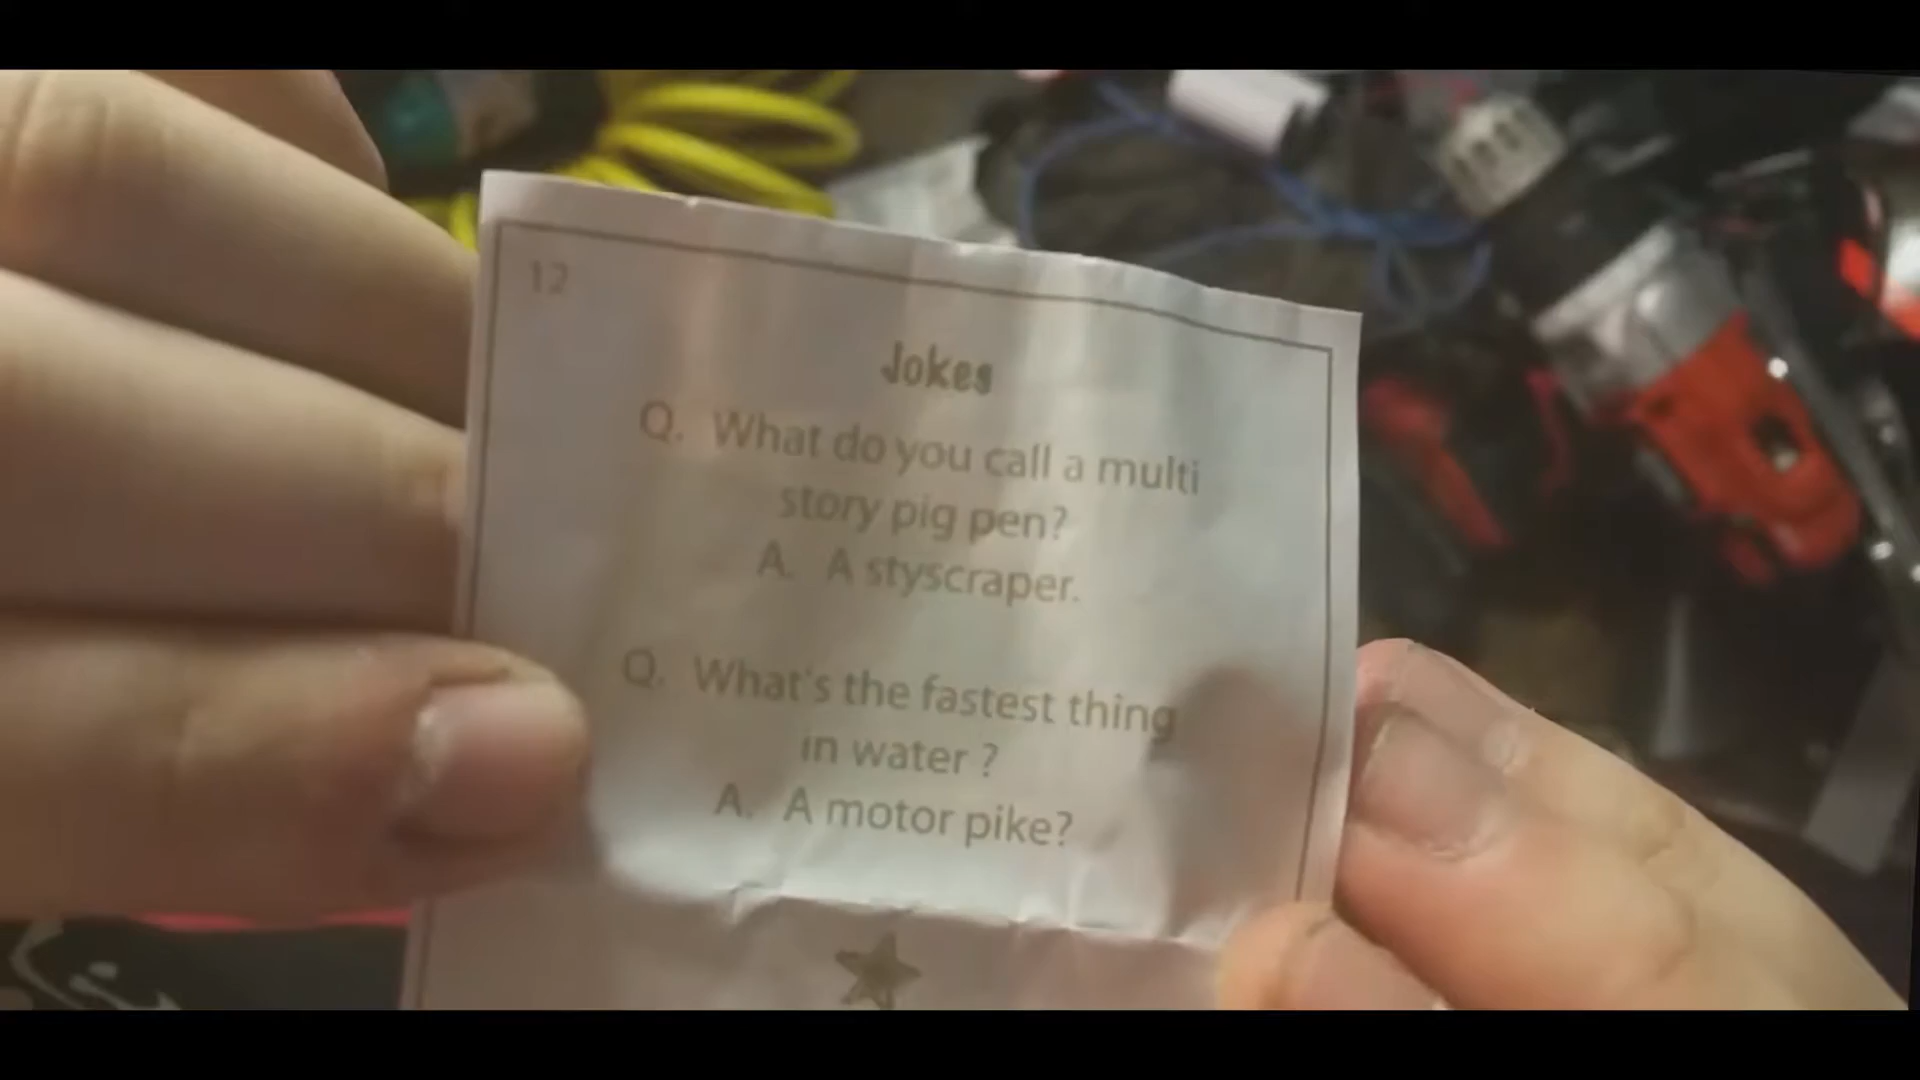 12
Jokes
Q. What do you call a multi
story pig pen?
A. A styscraper.
Q. What's the fastest thing
in water ?
A. A motor pike?